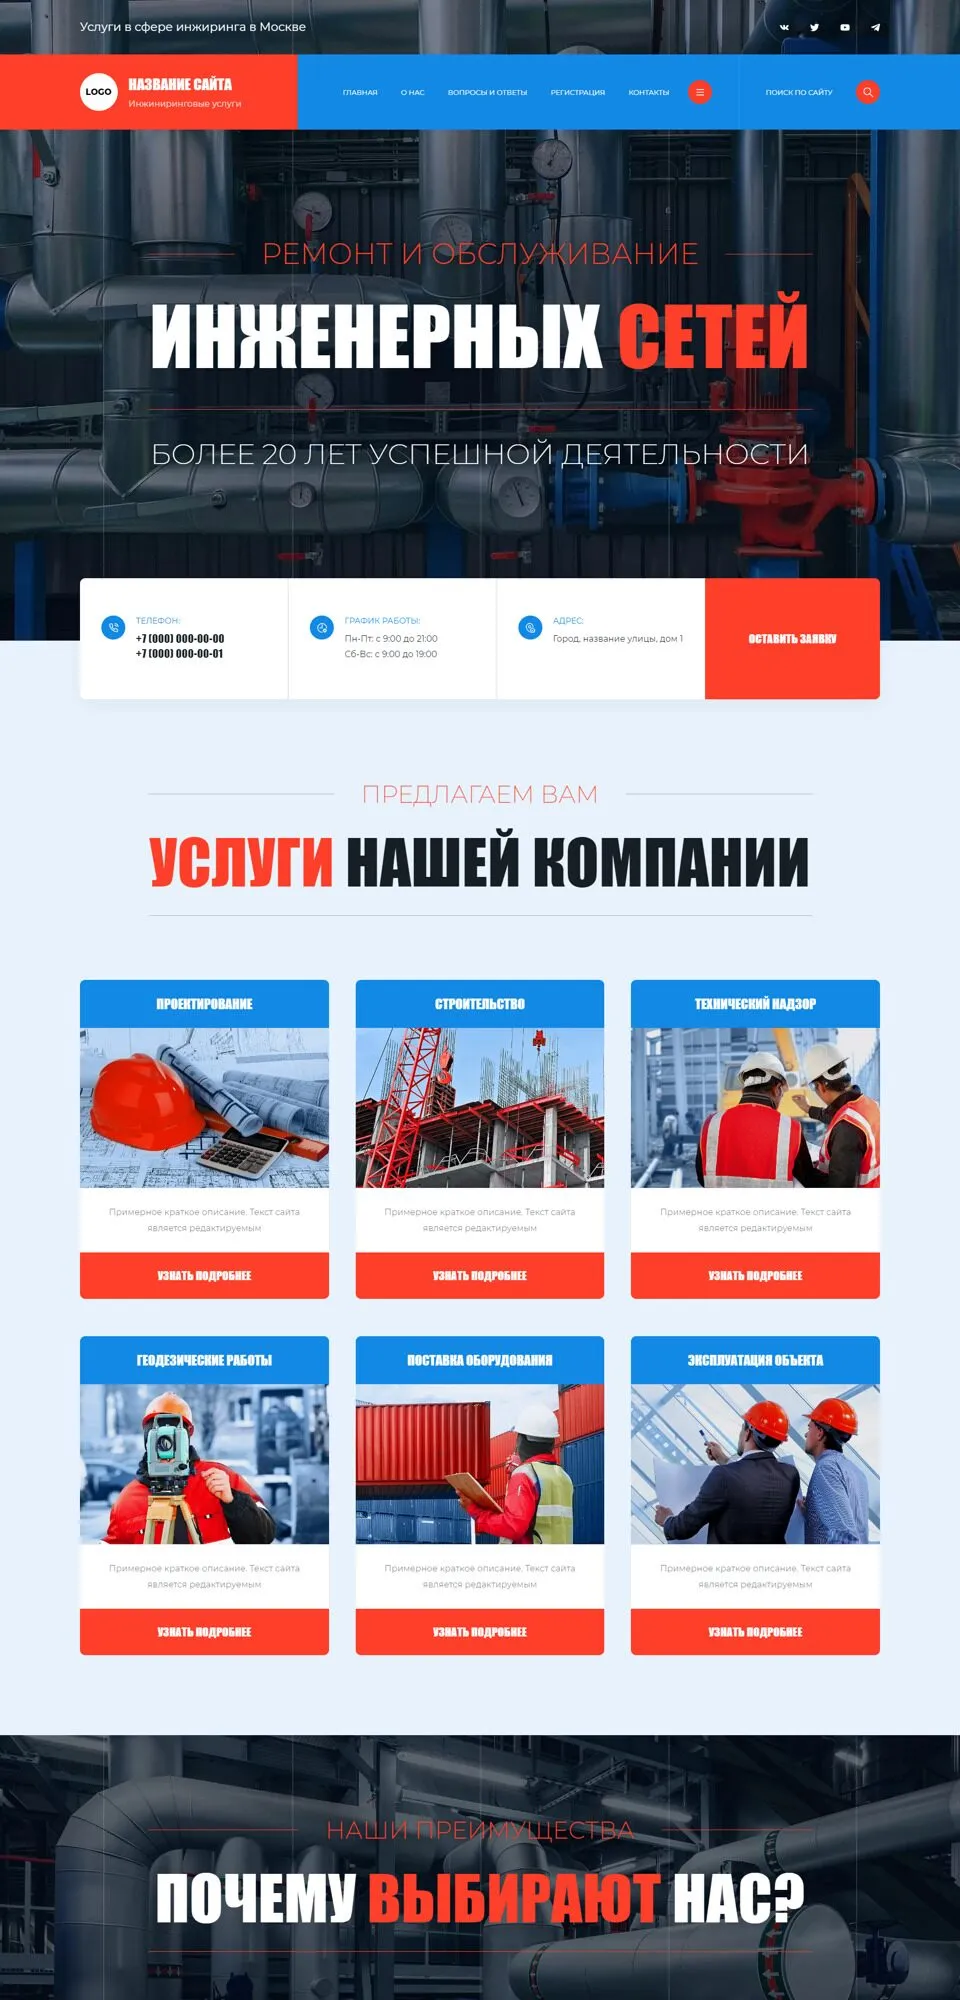 Услуги в сфере инжиринга в Москве
LOGO
НАЗВАНИЕ САЙТА
Инжиниринговые услуги
ГЛАВНАЯ
О НАС
ВОПРОСЫ И ОТВЕТЫ
РЕГИСТРАЦИЯ
КОНТАКТЫ
ПОИСК ПО САЙТУ
РЕМОНТ И ОБСЛУЖИВАНИЕ
ИНЖЕНЕРНЫХ СЕТЕЙ
БОЛЕЕ 20 ЛЕТ УСПЕШНОЙ ДЕЯТЕЛЬНОСТИ
ТЕЛЕФОН:
+7 (000) 000-00-00
+7 (000) 000-00-01
ГРАФИК РАБОТЫ:
Пн-Пт: с 9:00 до 21:00
Сб-Вс: с 9:00 до 19:00
АДРЕС:
Город, название улицы, дом 1
ОСТАВИТЬ ЗАЯВКУ
ПРЕДЛАГАЕМ ВАМ
УСЛУГИ НАШЕЙ КОМПАНИИ
ПРОЕКТИРОВАНИЕ
Примерное краткое описание. Текст сайта
является редактируемым
УЗНАТЬ ПОДРОБНЕЕ
СТРОИТЕЛЬСТВО
Примерное краткое описание. Текст сайта
является редактируемым
УЗНАТЬ ПОДРОБНЕЕ
ТЕХНИЧЕСКИЙ НАДЗОР
Примерное краткое описание. Текст сайта
является редактируемым
УЗНАТЬ ПОДРОБНЕЕ
ГЕОДЕЗИЧЕСКИЕ РАБОТЫ
Примерное краткое описание. Текст сайта
является редактируемым
УЗНАТЬ ПОДРОБНЕЕ
ПОСТАВКА ОБОРУДОВАНИЯ
Примерное краткое описание. Текст сайта
является редактируемым
УЗНАТЬ ПОДРОБНЕЕ
ЭКСПЛУАТАЦИЯ ОБЪЕКТА
Примерное краткое описание. Текст сайта
является редактируемым
УЗНАТЬ ПОДРОБНЕЕ
НАШИ ПРЕИМУЩЕСТВА
ПОЧЕМУ ВЫБИРАЮТ НАС?